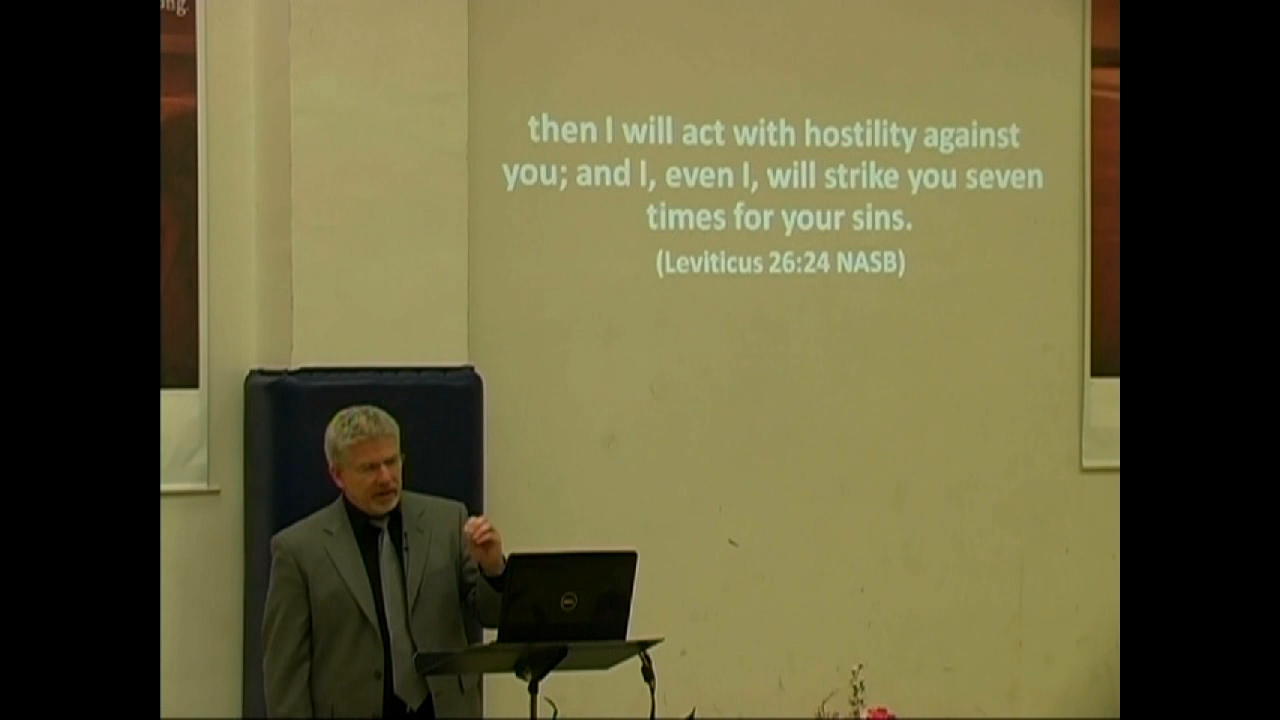 then I will act with hostility against
you; and I, even I, will strike you seven
times for your sins.
(Leviticus 26:24 NASB)
DELL